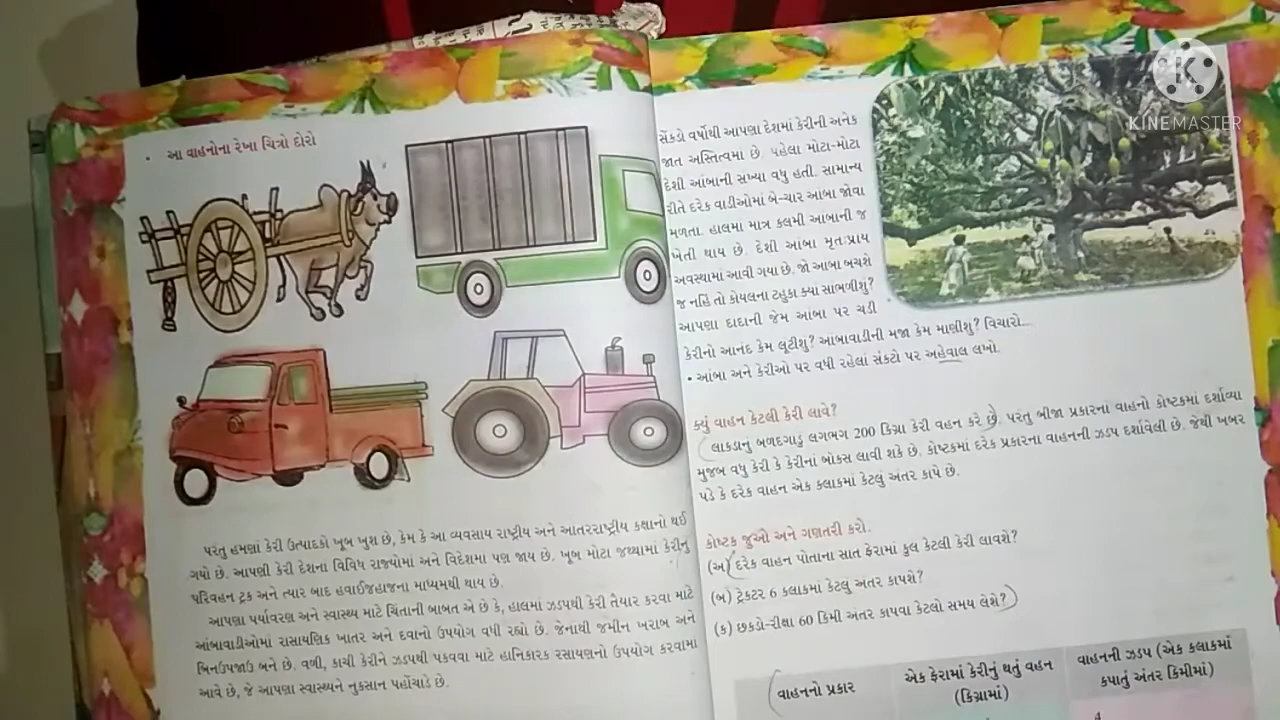 • આ વાહનોના રેખા ચિત્રો દોરો
પરંતુ હમણાં કેરી ઉત્પાદકો ખૂબ ખુશ છે, કેમ કે આ વ્યવસાય રાષ્ટ્રીય અને આતરરાષ્ટ્રીય કક્ષાનો થઈ
ગયો છે. આપણી કેરી દેશના વિવિધ રાજ્યોમાં અને વિદેશમા પણ જાય છે. ખૂબ મોટા જથ્થામાં કેરીનુ
પરિવહન ટ્રક અને ત્યાર બાદ હવાઈજહાજના માધ્યમથી થાય છે.
આપણા પર્યાવરણ અને સ્વાસ્થ્ય માટે ચિંતાની બાબત એ છે કે, હાલમાં ઝડપથી કેરી તૈયાર કરવા માટે
આંબાવાડીઓમાં રાસાયણિક ખાતર અને દવાનો ઉપયોગ વધી રહ્યો છે. જેનાથી જમીન ખરાબ અને
બિનઉપજાઉ બને છે. વળી, કાચી કેરીને ઝડપથી પકવવા માટે હાનિકારક રસાયણનો ઉપયોગ કરવામા
આવે છે, જે આપણા સ્વાસ્થ્યને નુકસાન પહોંચાડે છે.
સેંકડો વર્ષોથી આપણા દેશમાં કેરીની અનેક
જાત અસ્તિત્વમા છે. પહેલા મોટા-મોટા
દેશી આંબાની સખ્યા વધુ હતી. સામાન્ય
રીતે દરેક વાડીઓમાં બે-ચાર આંબા જોવા
મળતા. હાલમા માત્ર કલમી આંબાની જ
ખેતી થાય છે. દેશી આંબા મૃતઃપ્રાય
અવસ્થામાં આવી ગયા છે. જો આબા બચશે
જ નહિ તો કોયલના ટહુકા ક્યા સાભળીશું?
આપણા દાદાની જેમ આંબા પર ચડી
કેરીનો આનંદ કેમ લૂટીશું? આંબાવાડીની મજા કેમ માણીશુ? વિચારો...
• આંબા અને કેરીઓ પર વધી રહેલાં સંકટો પર અહેવાલ લખો.
ક્યું વાહન કેટલી કેરી લાવે?
લાકડાનું બળદગાડુ લગભગ 200 કિગ્રા કેરી વહન કરે છે. પરંતુ બીજા પ્રકારના વાહનો કોષ્ટકમાં દર્શાવ્યા
મુજબ વધુ કેરી કે કેરીનાં બોકસ લાવી શકે છે. કોષ્ટકમાં દરેક પ્રકારના વાહનની ઝડપ દર્શાવેલી છે. જેથી ખબર
પડે કે દરેક વાહન એક કલાકમાં કેટલું અતર કાપે છે.
કોષ્ટક જુઓ અને ગણતરી કરો.
(અ) દરેક વાહન પોતાના સાત ફેરામાં કુલ કેટલી કેરી લાવશે?
(બ) ટ્રેકટર 6 કલાકમાં કેટલુ અતર કાપશે?
(ક) છકડો-રીક્ષા 60 કિમી અંતર કાપવા કેટલો સમય લેશે?
વાહનનો પ્રકાર
એક ફેરામાં કેરીનું થતું વહન
(કિગ્રામાં)
વાહનની ઝડપ (એક કલાકમાં
કપાતું અંતર કિમીમાં)
KINEMASTER